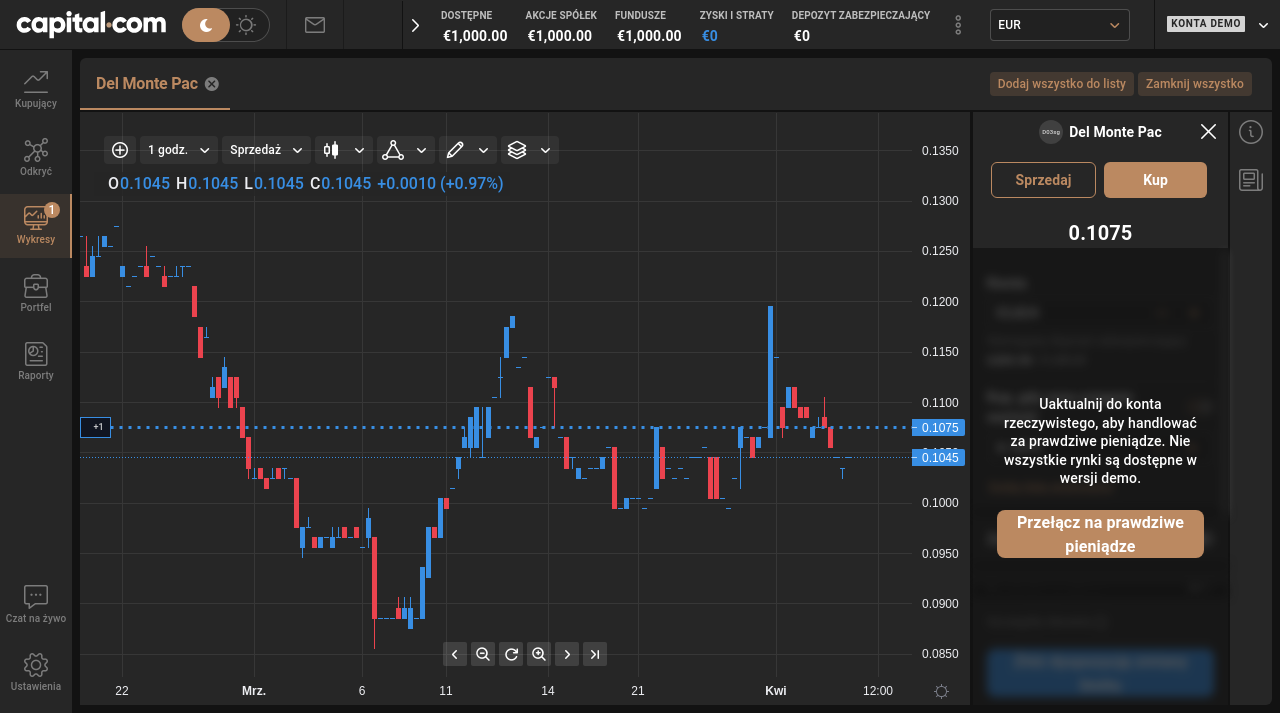 capital.com
DOSTĘPNE
€1,000.00
AKCJE SPÓŁEK
€1,000.00
FUNDUSZE
€1,000.00
ZYSKI I STRATY
€0
DEPOZYT ZABEZPIECZAJĄCY
€0
EUR
KONTO DEMO
Kupujący
Odkryć
1
Wykresy
Portfel
Raporty
Czat na żywo
Ustawienia
Del Monte Pac
Dodaj wszystko do listy
Zamknij wszystko
1 godz.
Sprzedaż
O0.1045 H0.1045 L0.1045 C0.1045 +0.0010 (+0.97%)
0.1350
0.1300
0.1250
0.1200
0.1150
0.1100
+1
0.1075
0.1045
0.1000
0.0950
0.0900
0.0850
22
Mrz.
6
11
14
21
Kwi
12:00
D03sg
Del Monte Pac
Sprzedaj
Kup
0.1075
Uaktualnij do konta
rzeczywistego, aby handlować
za prawdziwe pieniądze. Nie
wszystkie rynki są dostępne w
wersji demo.
Przełącz na prawdziwe
pieniądze